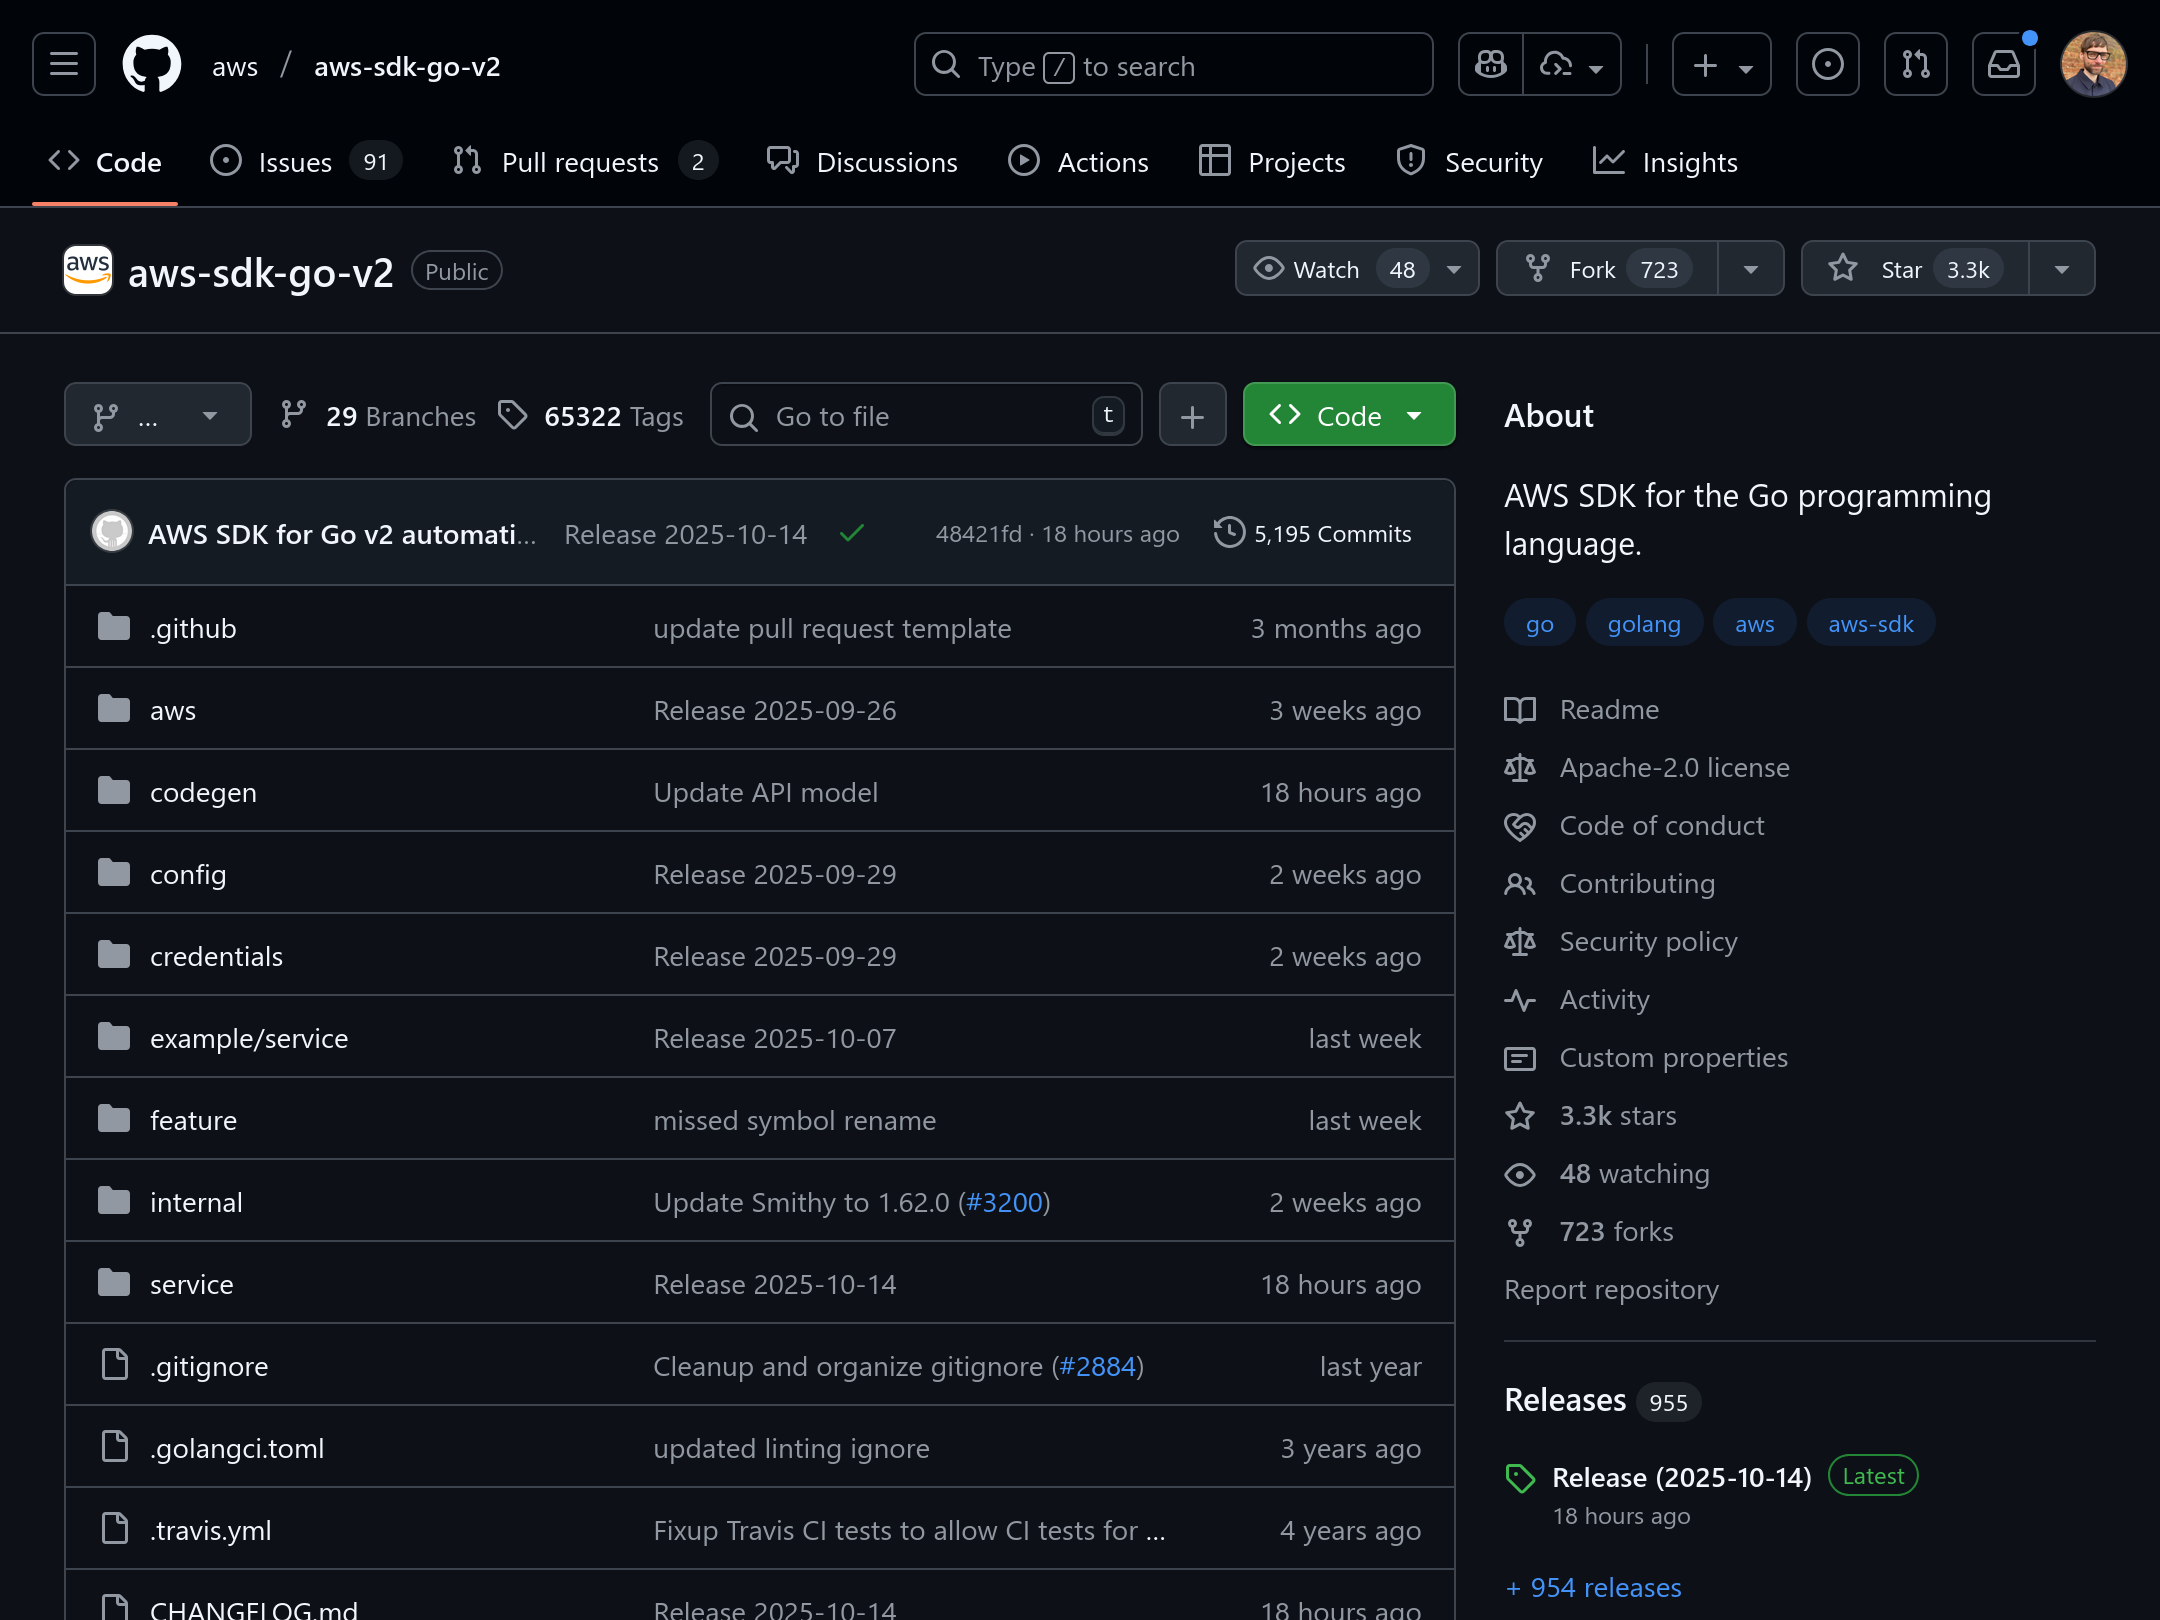 aws / aws-sdk-go-v2
Type / to search
Code Issues 91 Pull requests 2 Discussions Actions Projects Security Insights
aws aws-sdk-go-v2 Public Watch 48 Fork 723 Star 3.3k
... 29 Branches 65322 Tags Go to file t + Code
AWS SDK for Go v2 automati... Release 2025-10-14 48421fd · 18 hours ago 5,195 Commits
.github update pull request template 3 months ago
aws Release 2025-09-26 3 weeks ago
codegen Update API model 18 hours ago
config Release 2025-09-29 2 weeks ago
credentials Release 2025-09-29 2 weeks ago
example/service Release 2025-10-07 last week
feature missed symbol rename last week
internal Update Smithy to 1.62.0 (#3200) 2 weeks ago
service Release 2025-10-14 18 hours ago
.gitignore Cleanup and organize gitignore (#2884) last year
.golangci.toml updated linting ignore 3 years ago
.travis.yml Fixup Travis CI tests to allow CI tests for ... 4 years ago
CHANGELOG.md Release 2025-10-14 18 hours ago
About
AWS SDK for the Go programming
language.
go golang aws aws-sdk
Readme
Apache-2.0 license
Code of conduct
Contributing
Security policy
Activity
Custom properties
3.3k stars
48 watching
723 forks
Report repository
Releases 955
Release (2025-10-14) Latest
18 hours ago
+ 954 releases